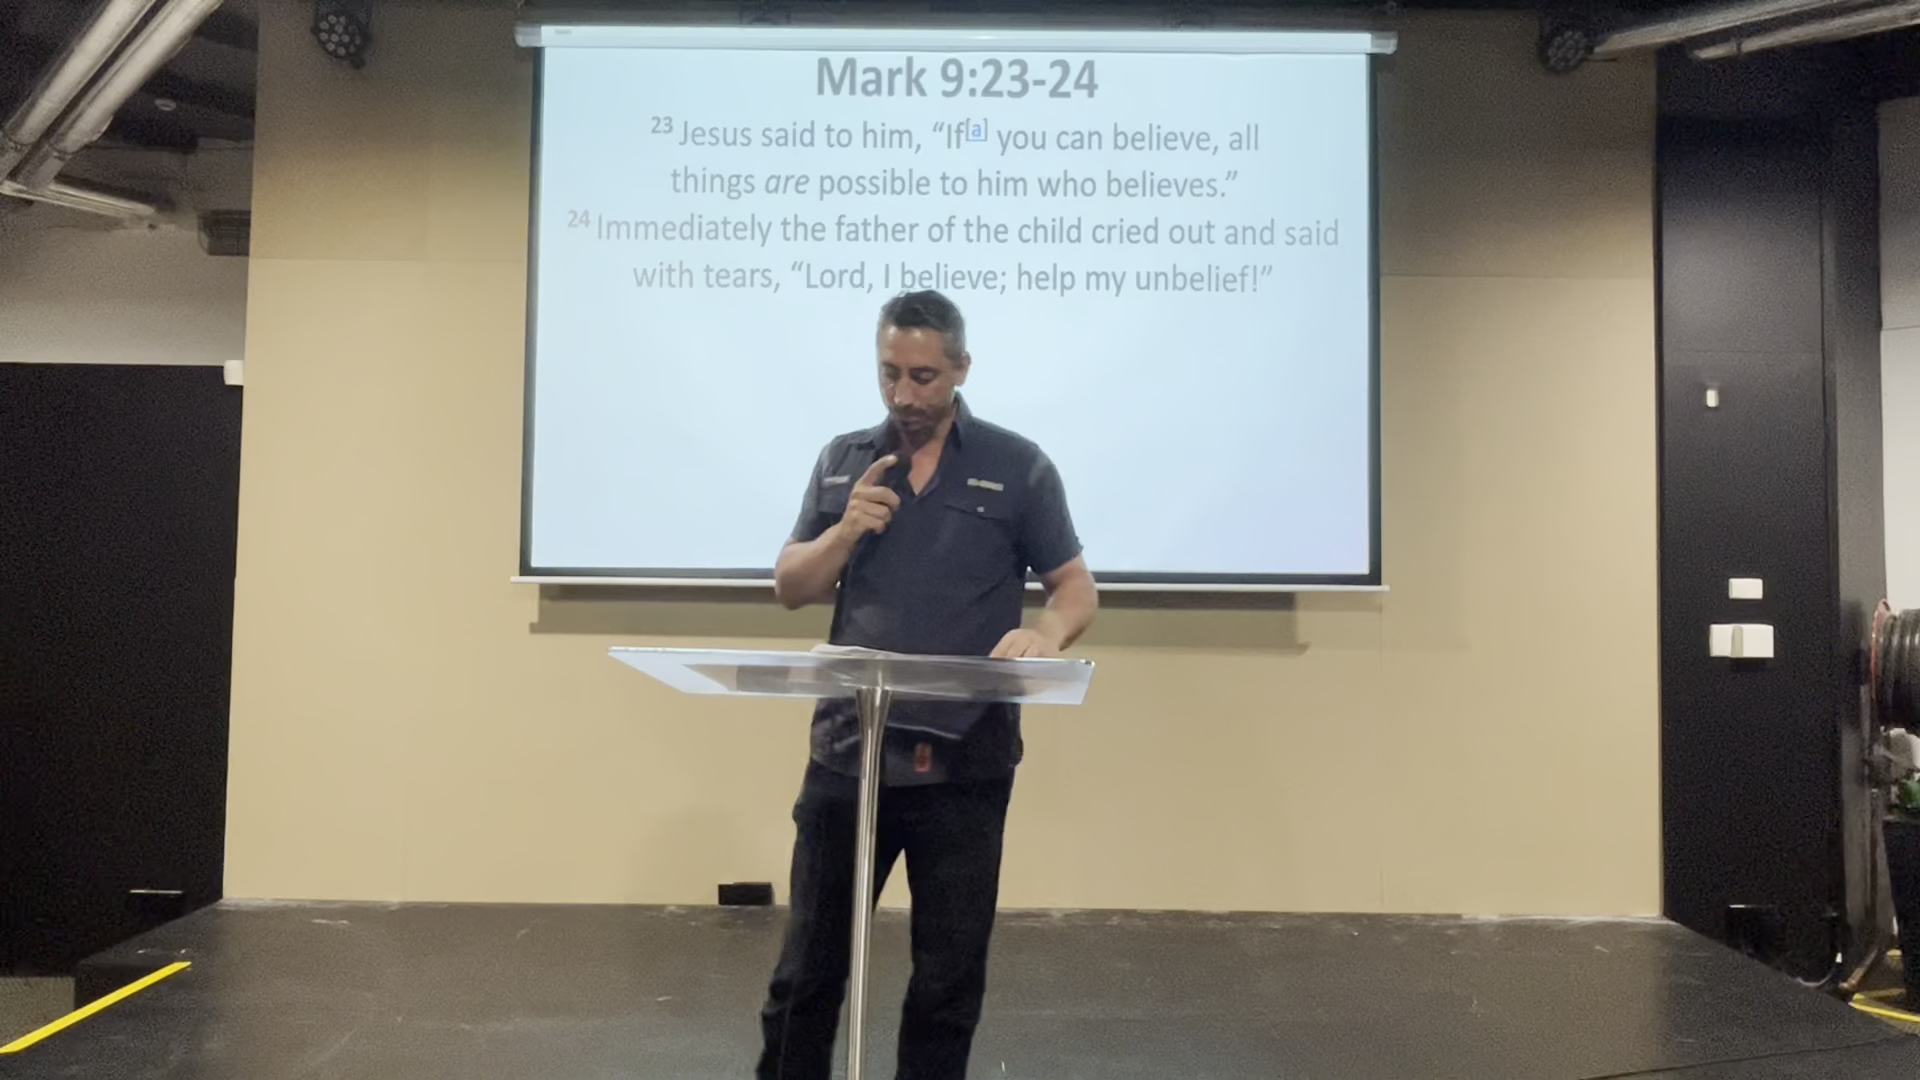 Mark 9:23-24
23 Jesus said to him, “If[a] you can believe, all
things are possible to him who believes.”
24 Immediately the father of the child cried out and said
with tears, “Lord, I believe; help my unbelief!”